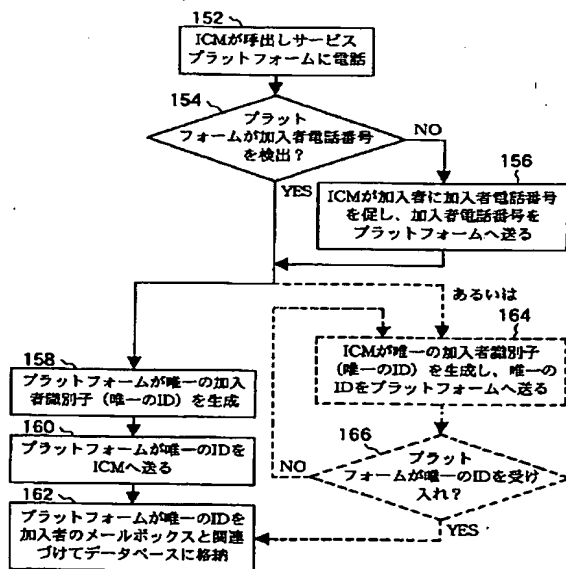 152
ICMが呼出しサービス
プラットフォームに電話
154
プラット
フォームが加入者電話番号
を検出？
NO
YES
156
ICMが加入者に加入者電話番号
を促し、加入者電話番号を
プラットフォームへ送る
あるいは
158
プラットフォームが唯一の加入
者識別子（唯一のID）を生成
160
プラットフォームが唯一のIDを
ICMへ送る
162
プラットフォームが唯一のIDを
加入者のメールボックスと関連
づけてデータベースに格納
164
ICMが唯一の加入者識別子
（唯一のID）を生成し、唯一の
IDをプラットフォームへ送る
166
プラット
フォームが唯一のIDを受け
入れ？
NO
YES